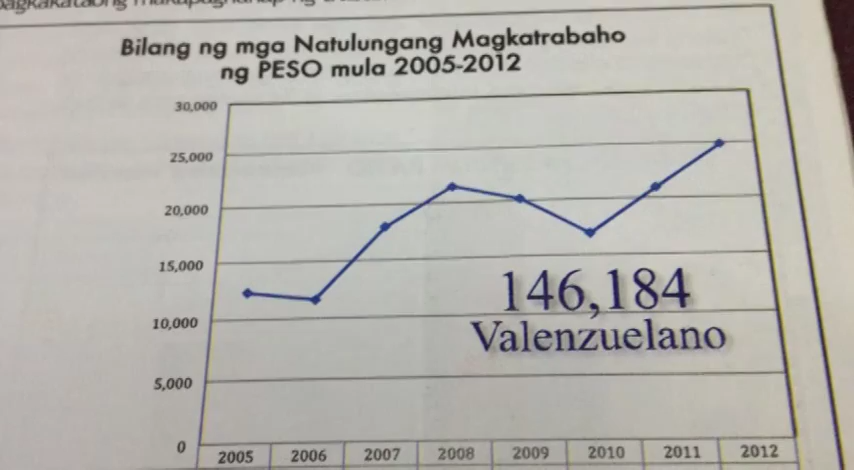 Bilang ng mga Natulungang Magkatrabaho
ng PESO mula 2005-2012
30,000
25,000
20,000
15,000
10,000
5,000
0
146,184
Valenzuelano
2005 2006 2007 2008 2009 2010 2011 2012